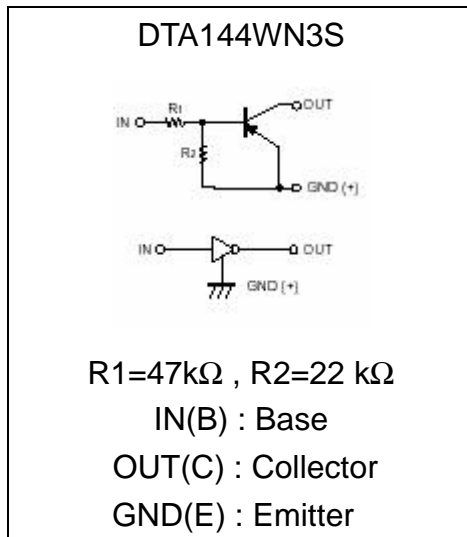 DTA144WN3S
R1
IN
OUT
R2
GND (+)
IN
OUT
GND (+)
R1=47kΩ , R2=22 kΩ
IN(B) : Base
OUT(C) : Collector
GND(E) : Emitter